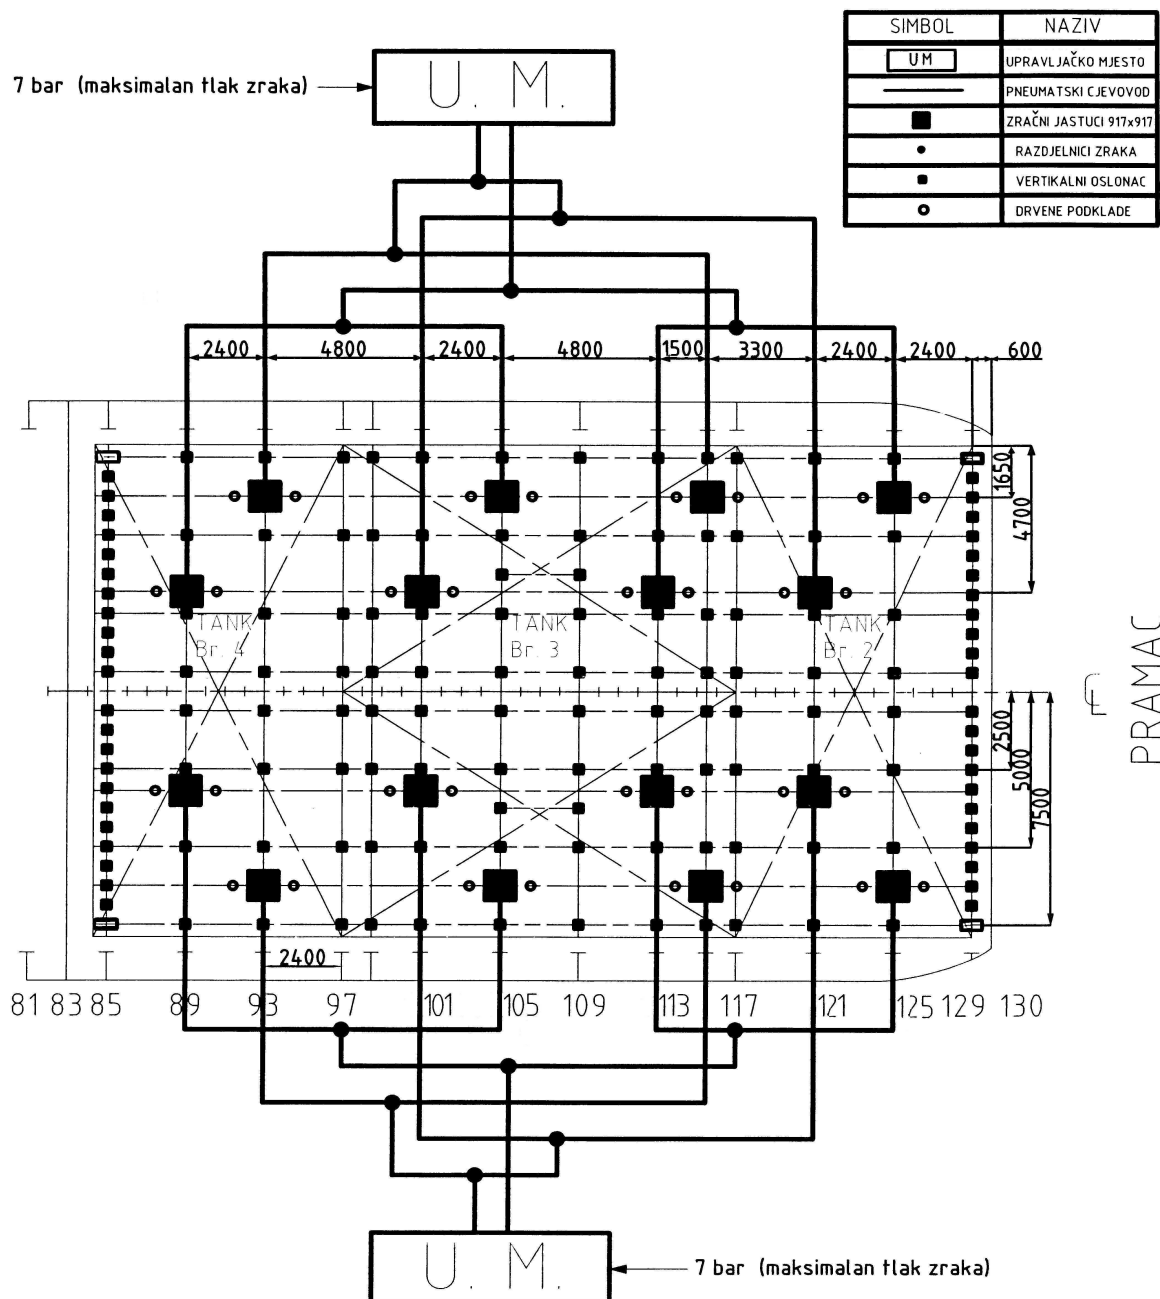 SIMBOL NAZIV
UM UPRAVLJAČKO MJESTO
PNEUMATSKI CJEVOVOD
ZRAČNI JASTUCI 917x917
RAZDJELNICI ZRAKA
VERTIKALNI OSLONAC
DRVENE PODKLADE
7 bar (maksimalan tlak zraka)
U. M.
2400 4800 2400 4800 1500 3300 2400 2400 600
1650
4700
TANK
Br. 4
TANK
Br. 3
TANK
Br. 2
PRAMAC
2500
5000
7500
2400
81 83 85 89 93 97 101 105 109 113 117 121 125 129 130
U. M.
7 bar (maksimalan tlak zraka)